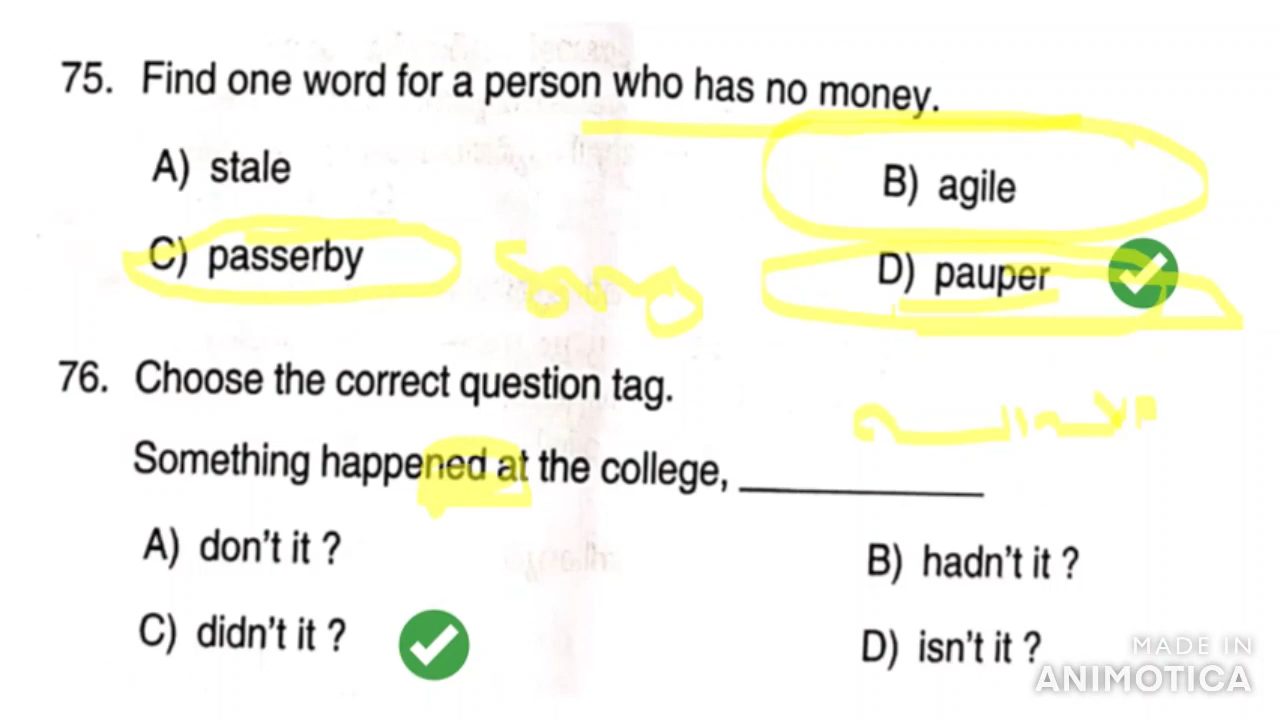 75. Find one word for a person who has no money.
A) stale
B) agile
C) passerby
D) pauper
76. Choose the correct question tag.
Something happened at the college, __________
A) don't it ?
B) hadn't it ?
C) didn't it ?
D) isn't it ?
MADE IN
ANIMOTICA